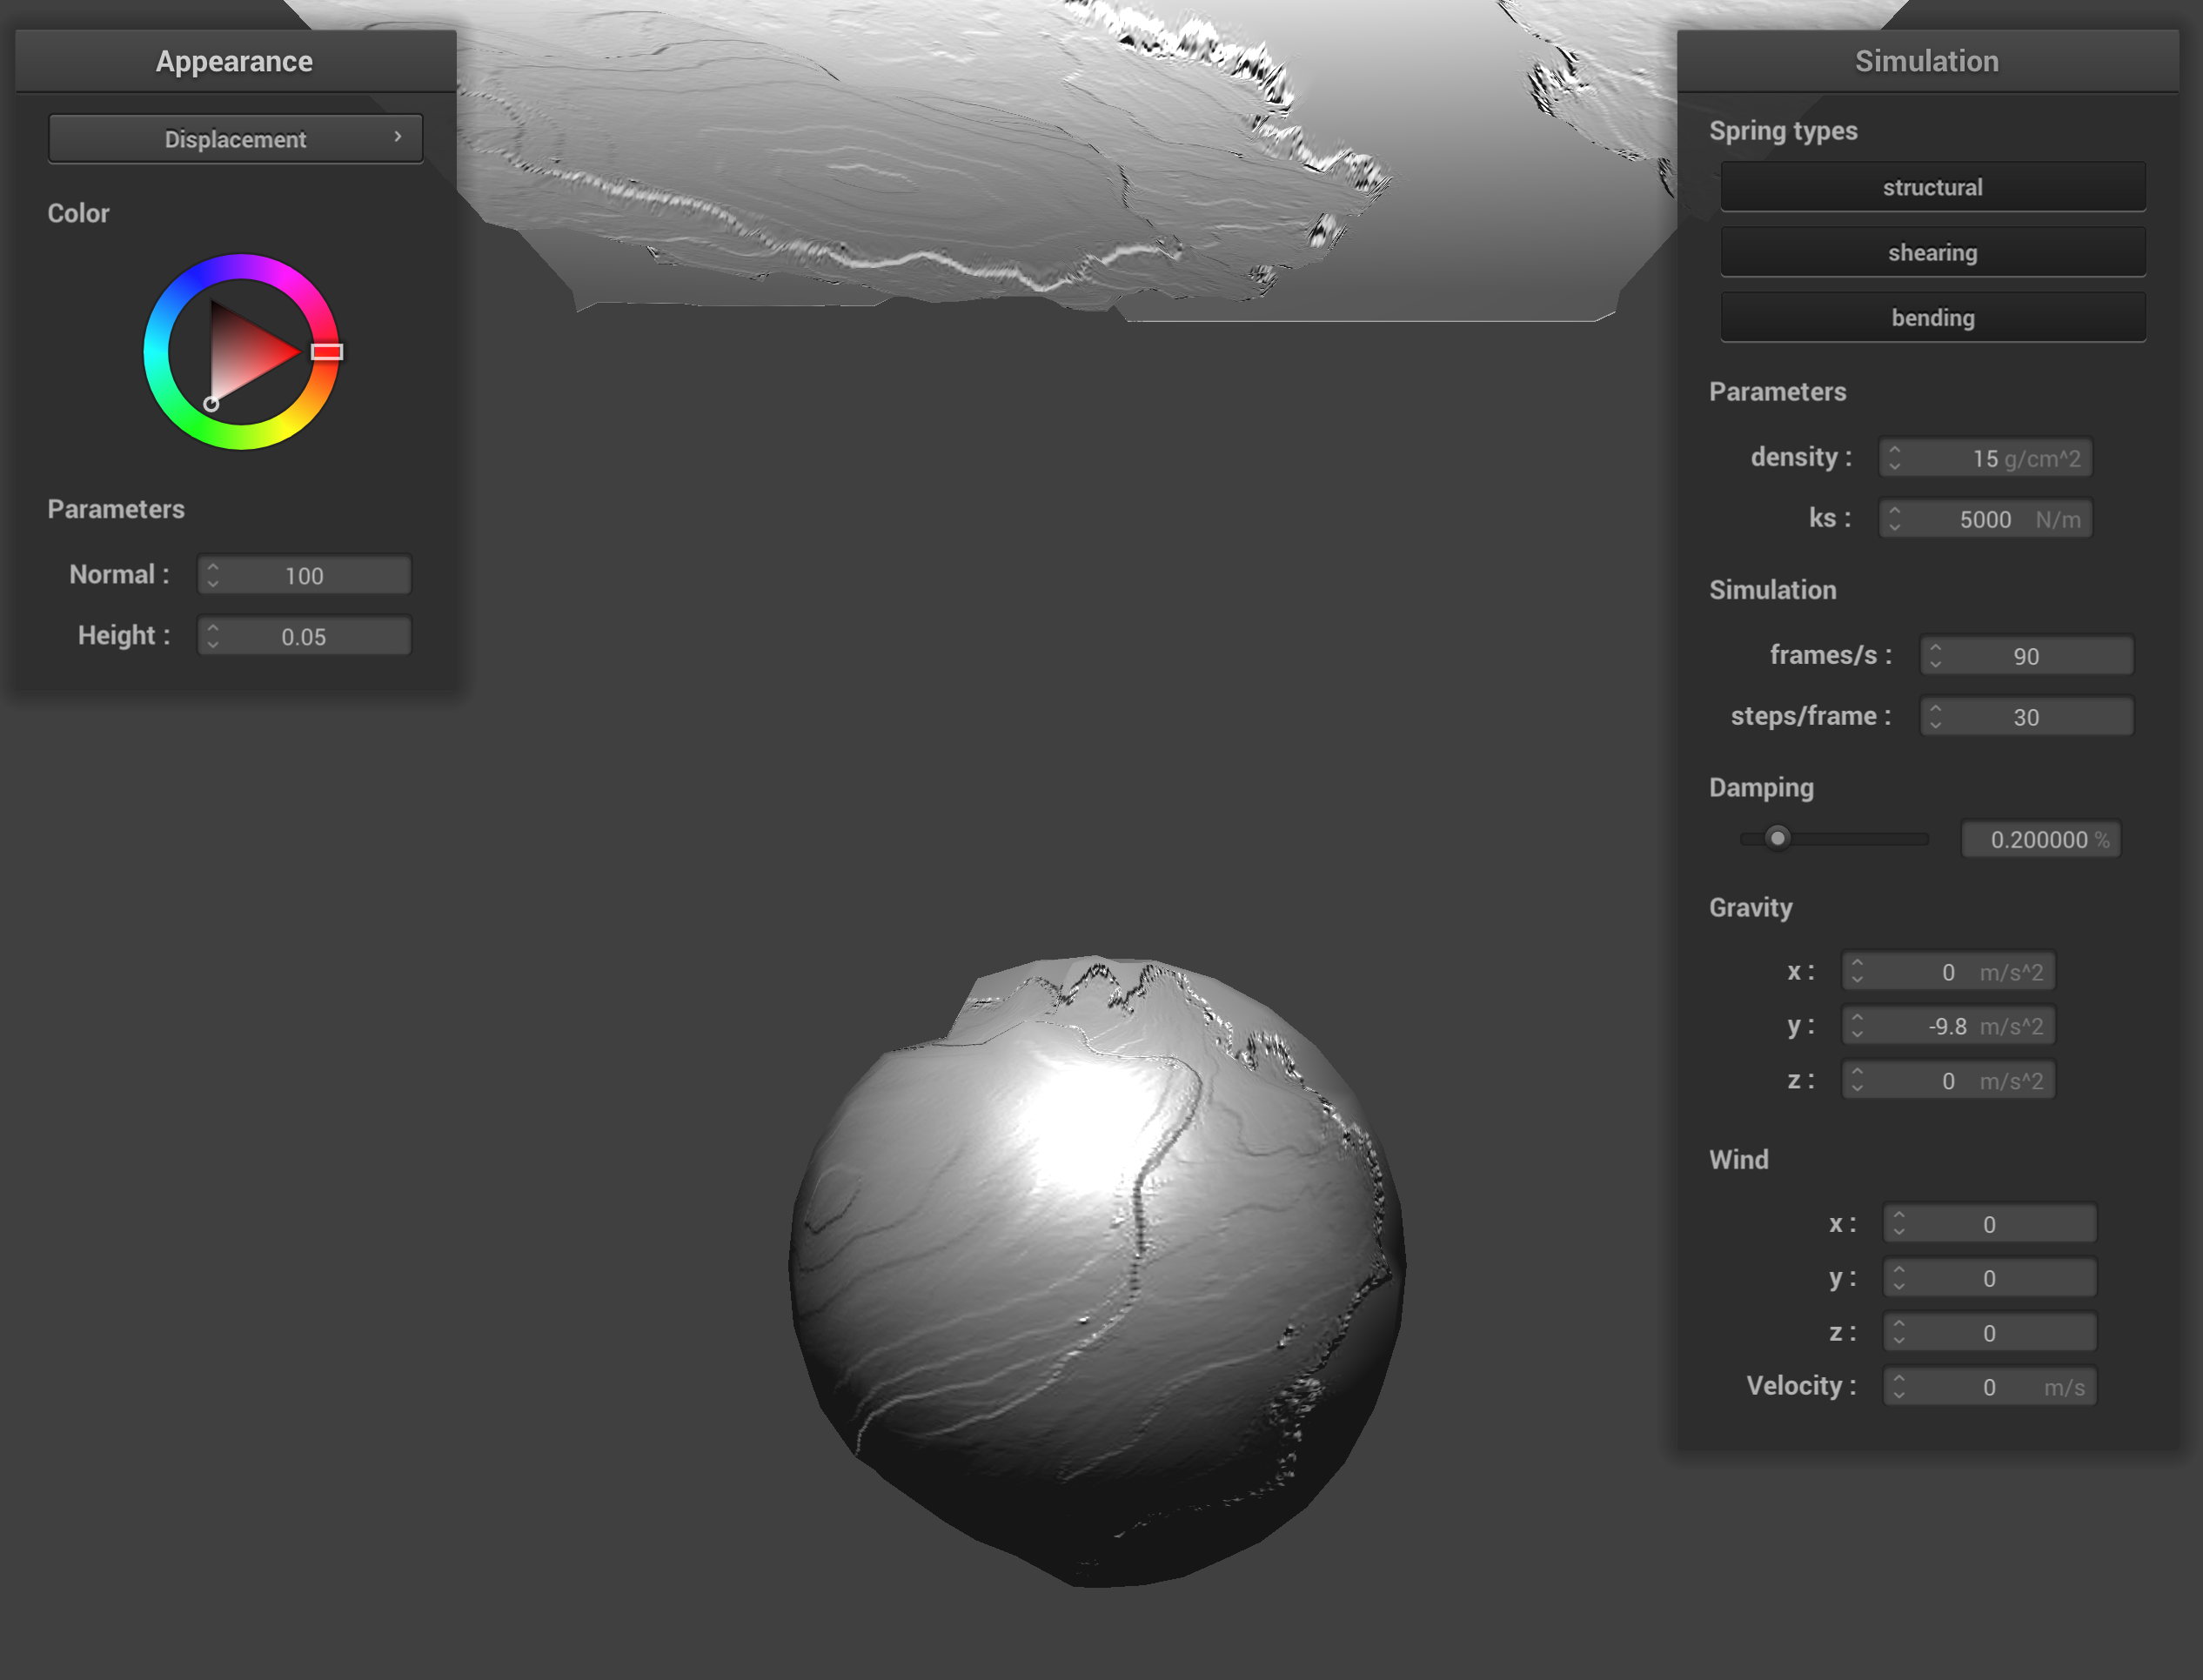 Appearance
Displacement
Color
Parameters
Normal : 100
Height : 0.05
Simulation
Spring types
structural
shearing
bending
Parameters
density : 15 g/cm^2
ks : 5000 N/m
Simulation
frames/s : 90
steps/frame : 30
Damping
0.200000 %
Gravity
x : 0 m/s^2
y : -9.8 m/s^2
z : 0 m/s^2
Wind
x : 0
y : 0
z : 0
Velocity : 0 m/s